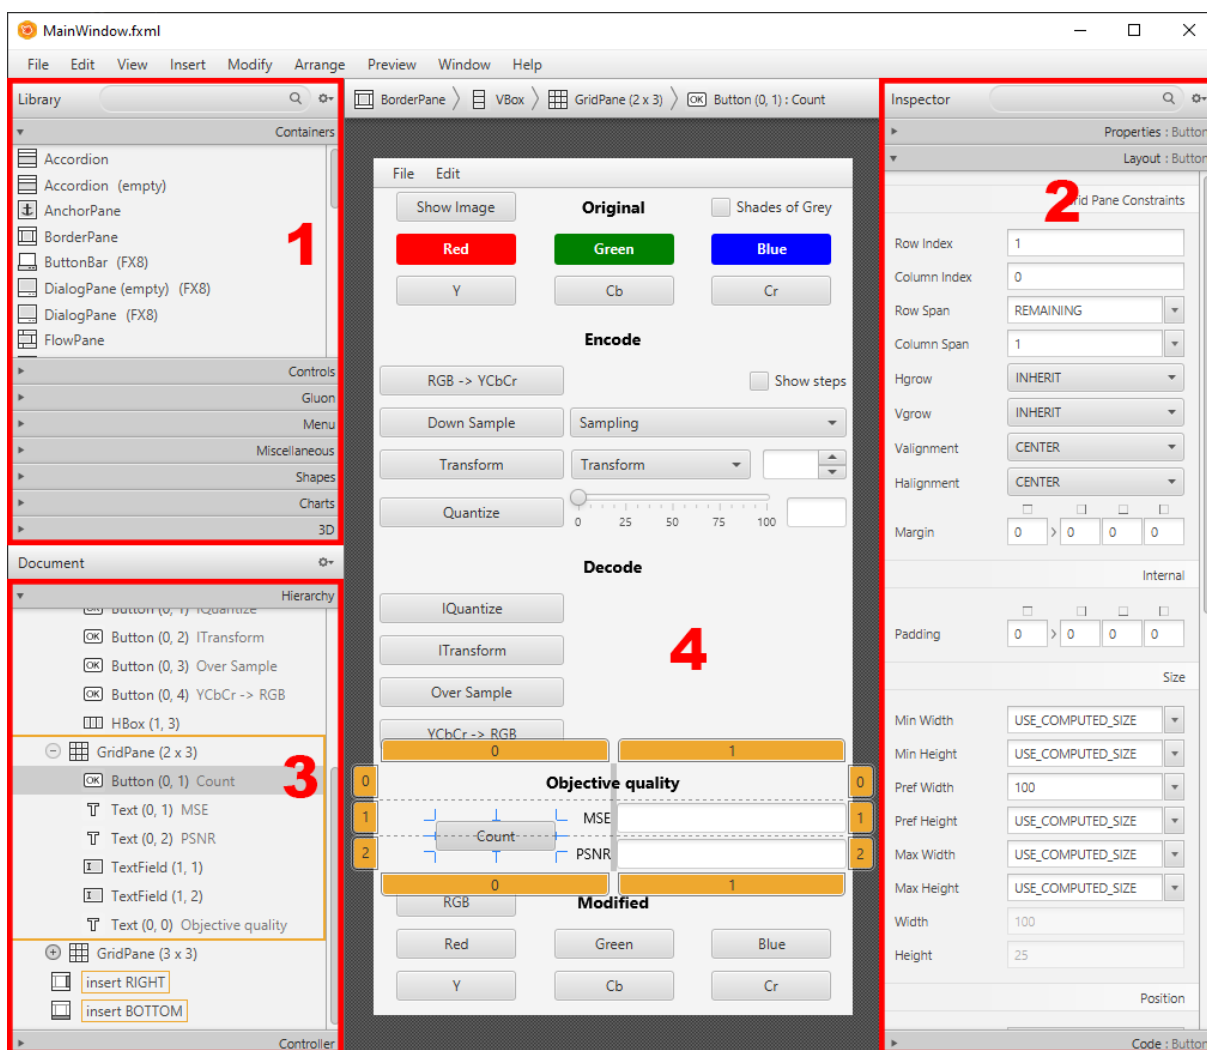 MainWindow.fxml
File Edit View Insert Modify Arrange Preview Window Help
Library
Containers
Accordion
Accordion (empty)
AnchorPane
BorderPane
ButtonBar (FX8)
DialogPane (empty) (FX8)
DialogPane (FX8)
FlowPane
Controls
Gluon
Menu
Miscellaneous
Shapes
Charts
3D
1
Document
Hierarchy
Button (0, 1) IQuantize
Button (0, 2) ITransform
Button (0, 3) Over Sample
Button (0, 4) YCbCr -> RGB
HBox (1, 3)
GridPane (2 x 3)
Button (0, 1) Count
Text (0, 1) MSE
Text (0, 2) PSNR
TextField (1, 1)
TextField (1, 2)
Text (0, 0) Objective quality
GridPane (3 x 3)
insert RIGHT
insert BOTTOM
Controller
3
BorderPane VBox GridPane (2 x 3) Button (0, 1) : Count
File Edit
Show Image Original Shades of Grey
Red Green Blue
Y Cb Cr
Encode
RGB -> YCbCr Show steps
Down Sample Sampling
Transform Transform
Quantize 0 25 50 75 100
Decode
IQuantize
ITransform
Over Sample
YCbCr -> RGB
4
0 1
0 Objective quality 0
1 MSE 1
Count
2 PSNR 2
0 1
RGB Modified
Red Green Blue
Y Cb Cr
Inspector
Properties : Button
Layout : Button
2
Pane Constraints
Row Index 1
Column Index 0
Row Span REMAINING
Column Span 1
Hgrow INHERIT
Vgrow INHERIT
Valignment CENTER
Halignment CENTER
Margin 0 > 0 0 0
Internal
Padding 0 > 0 0 0
Size
Min Width USE_COMPUTED_SIZE
Min Height USE_COMPUTED_SIZE
Pref Width 100
Pref Height USE_COMPUTED_SIZE
Max Width USE_COMPUTED_SIZE
Max Height USE_COMPUTED_SIZE
Width 100
Height 25
Position
Code : Button